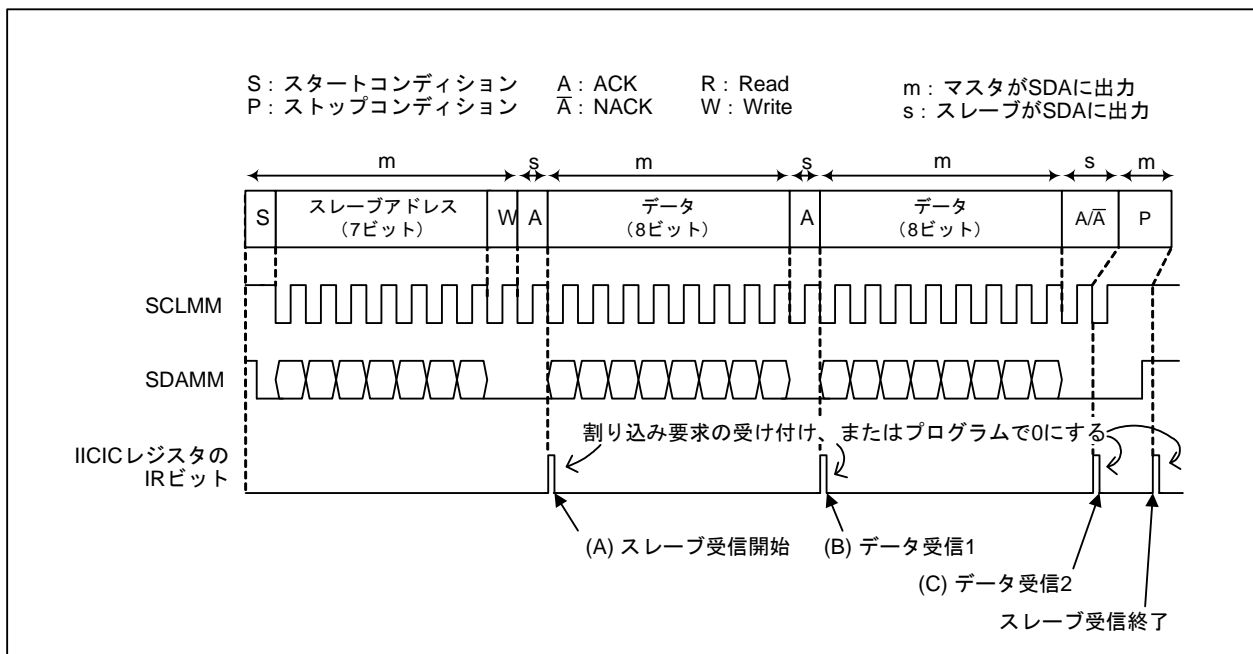 S：スタートコンディション A：ACK R：Read m：マスタがSDAに出力
P：ストップコンディション A̅：NACK W：Write s：スレーブがSDAに出力
m s m s m s m
S スレーブアドレス（7ビット） W A データ（8ビット） A データ（8ビット） A/A̅ P
SCLMM
SDAMM
割り込み要求の受け付け、またはプログラムで0にする
IICICレジスタの
IRビット
(A) スレーブ受信開始 (B) データ受信1
(C) データ受信2
スレーブ受信終了